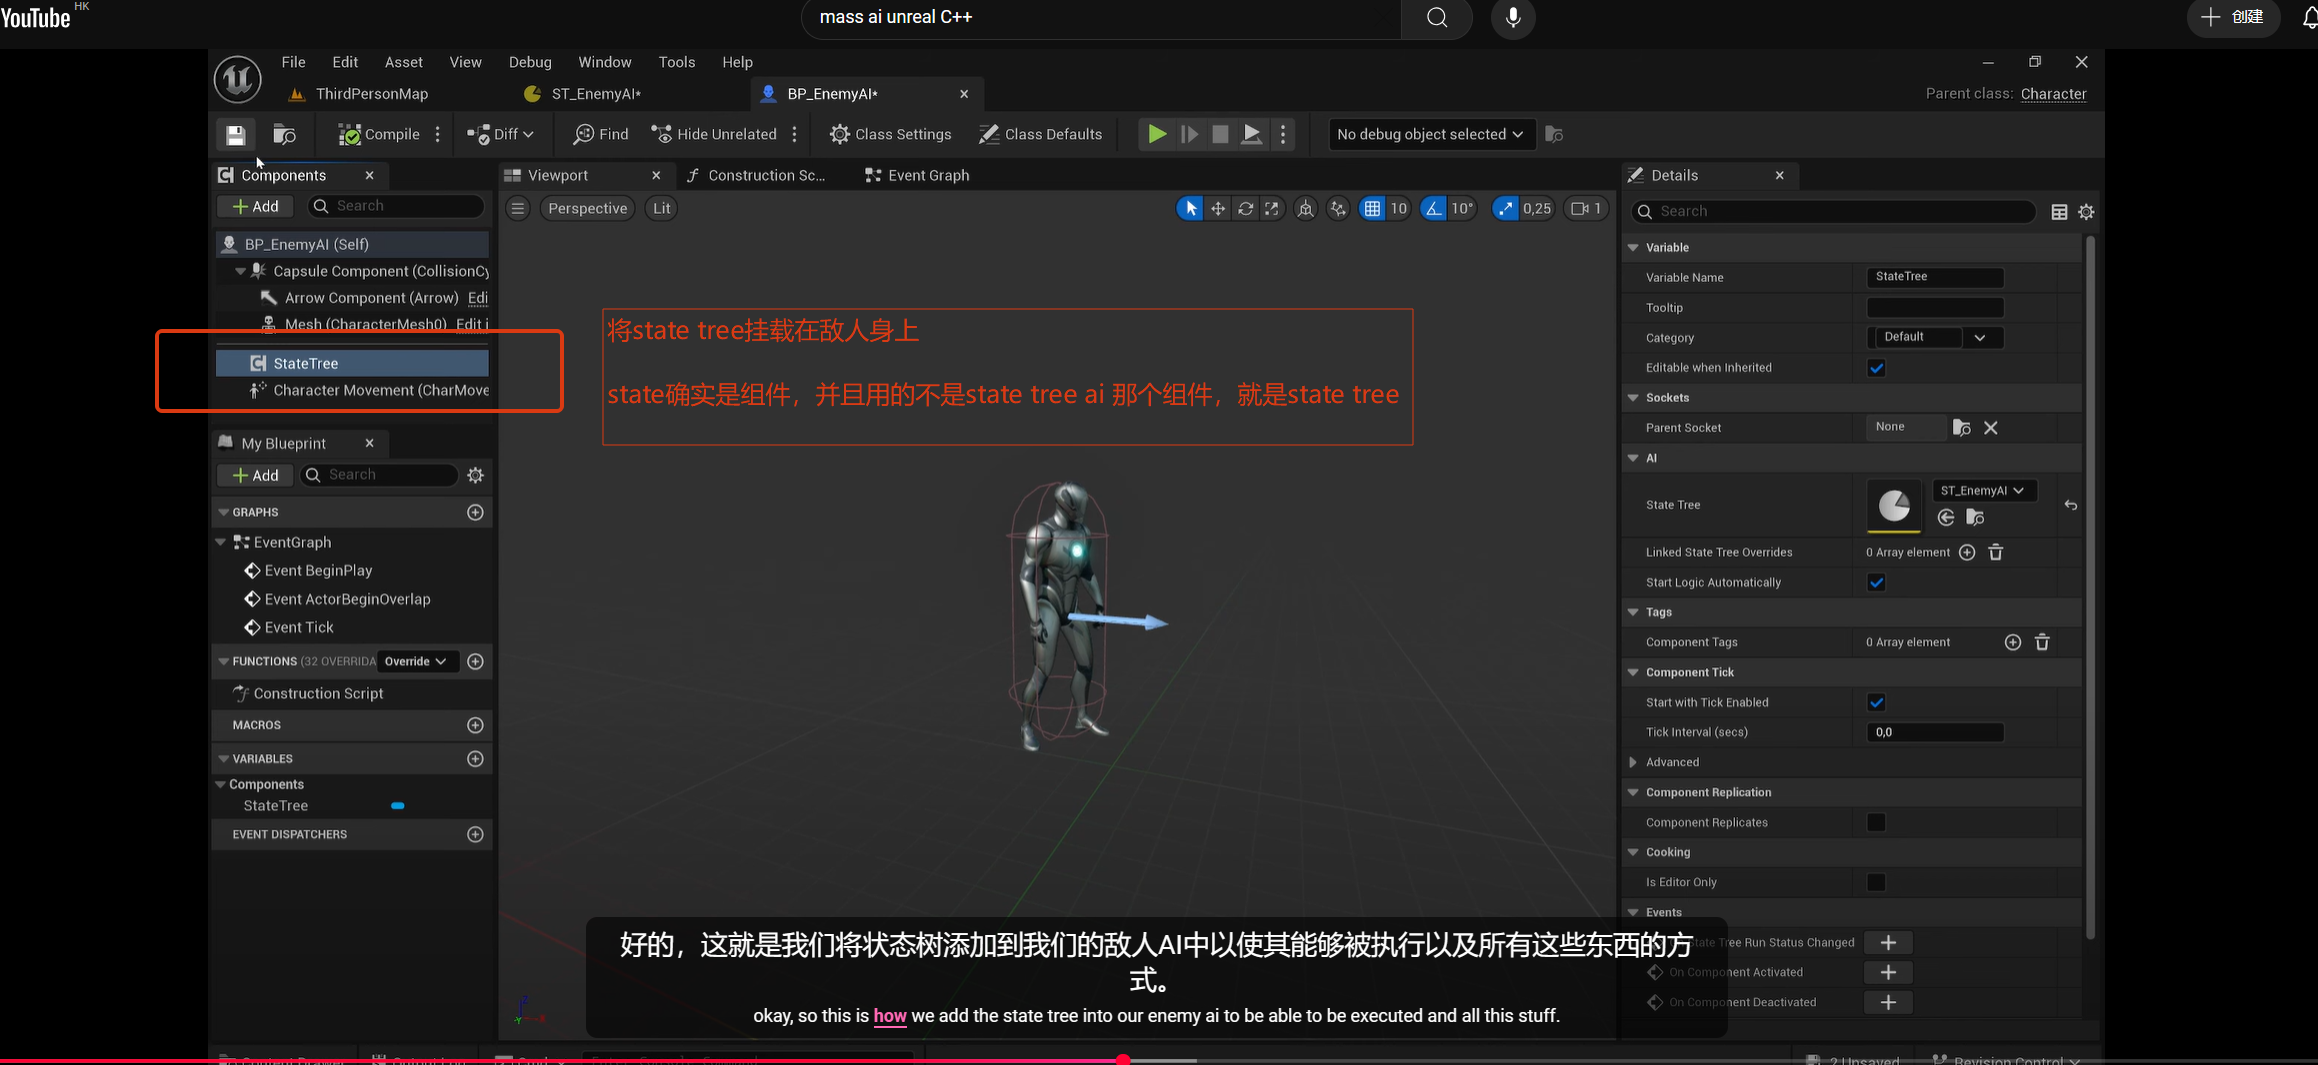 YouTube HK
mass ai unreal C++
创建
File Edit Asset View Debug Window Tools Help
ThirdPersonMap ST_EnemyAI* BP_EnemyAI*
Parent class: Character
Compile Diff Find Hide Unrelated Class Settings Class Defaults No debug object selected
Components
Add Search
BP_EnemyAI (Self)
Capsule Component (CollisionCy
Arrow Component (Arrow) Edi
Mesh (CharacterMesh0) Edit i
StateTree
Character Movement (CharMove
My Blueprint
Add Search
GRAPHS
EventGraph
Event BeginPlay
Event ActorBeginOverlap
Event Tick
FUNCTIONS (32 OVERRIDA Override
Construction Script
MACROS
VARIABLES
Components
StateTree
EVENT DISPATCHERS
Viewport Construction Sc... Event Graph
Perspective Lit
10 10° 0,25 1
将state tree挂载在敌人身上
state确实是组件，并且用的不是state tree ai 那个组件，就是state tree
Details
Search
Variable
Variable Name StateTree
Tooltip
Category Default
Editable when Inherited
Sockets
Parent Socket None
AI
State Tree ST_EnemyAI
Linked State Tree Overrides 0 Array element
Start Logic Automatically
Tags
Component Tags 0 Array element
Component Tick
Start with Tick Enabled
Tick Interval (secs) 0,0
Advanced
Component Replication
Component Replicates
Cooking
Is Editor Only
Events
State Tree Run Status Changed
On Component Activated
On Component Deactivated
好的，这就是我们将状态树添加到我们的敌人AI中以使其能够被执行以及所有这些东西的方
式。
okay, so this is how we add the state tree into our enemy ai to be able to be executed and all this stuff.
Content Drawer Output Log Cmd 2 Unsaved Revision Control